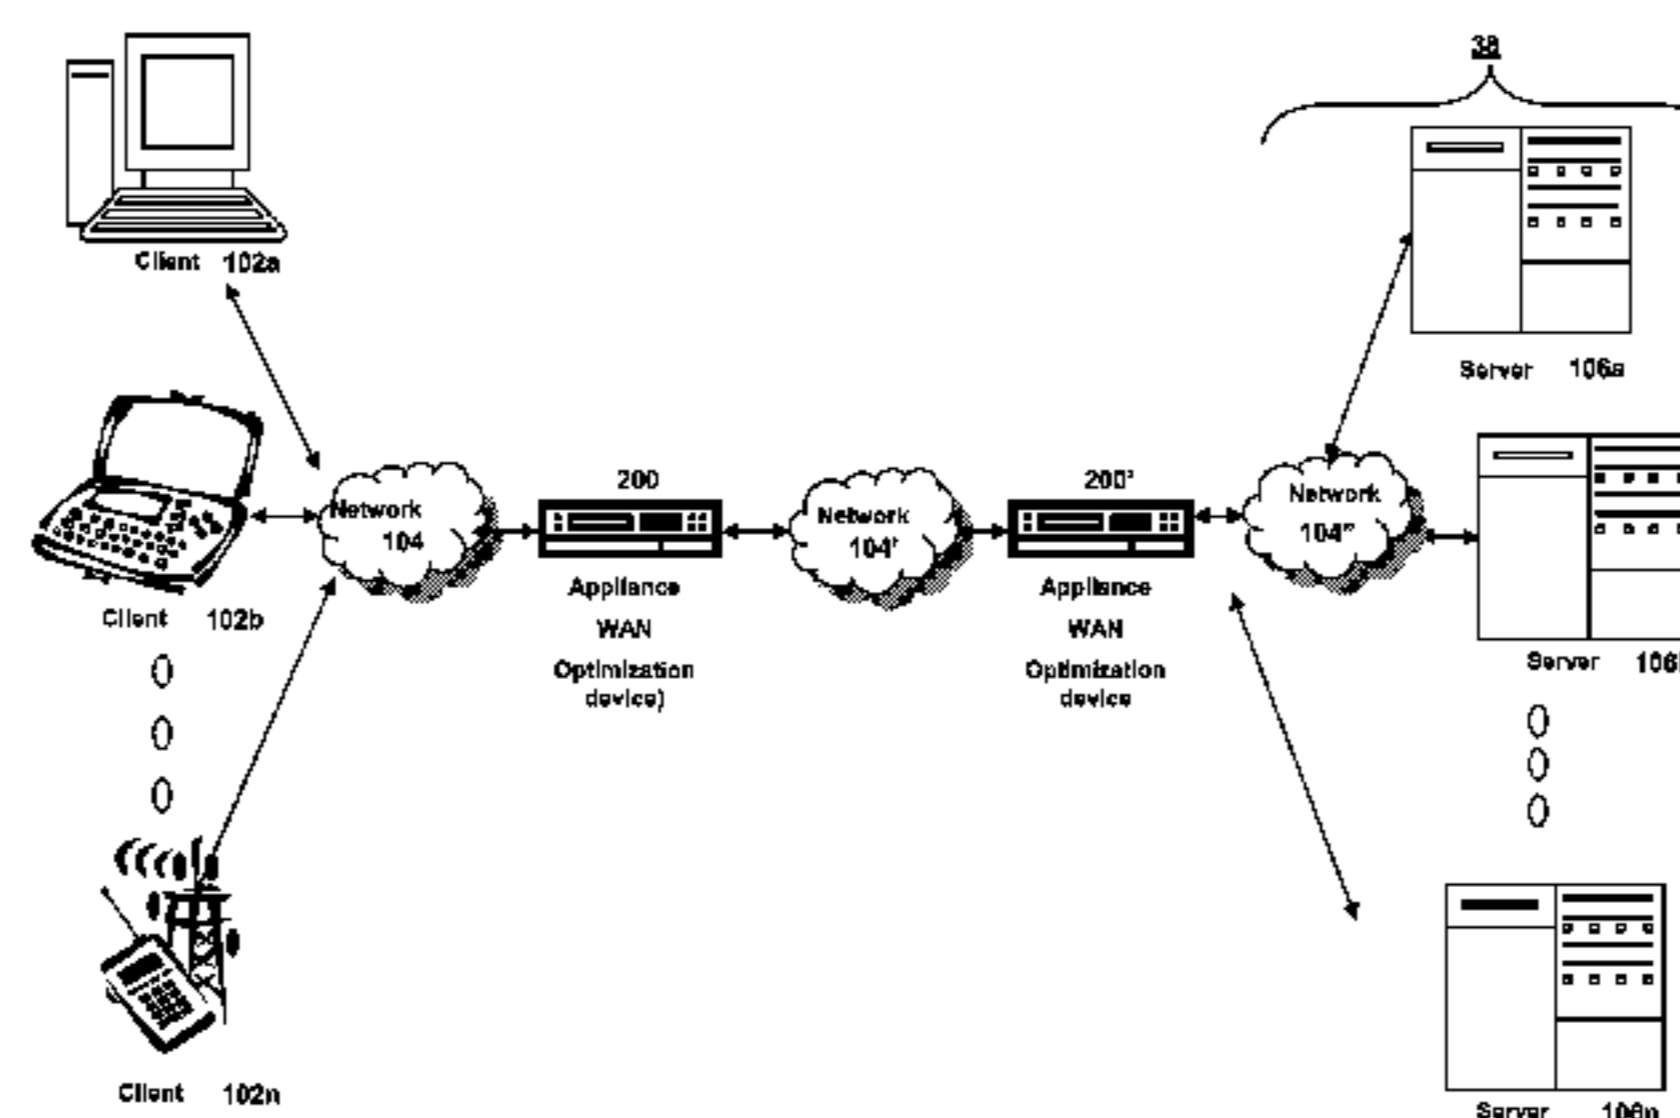 38
Client 102a
Server 106a
Network
104
200
Appliance
WAN
Optimization
device)
Network
104'
200'
Appliance
WAN
Optimization
device
Network
104"
Client 102b
Server
Client 102n
Server 106n